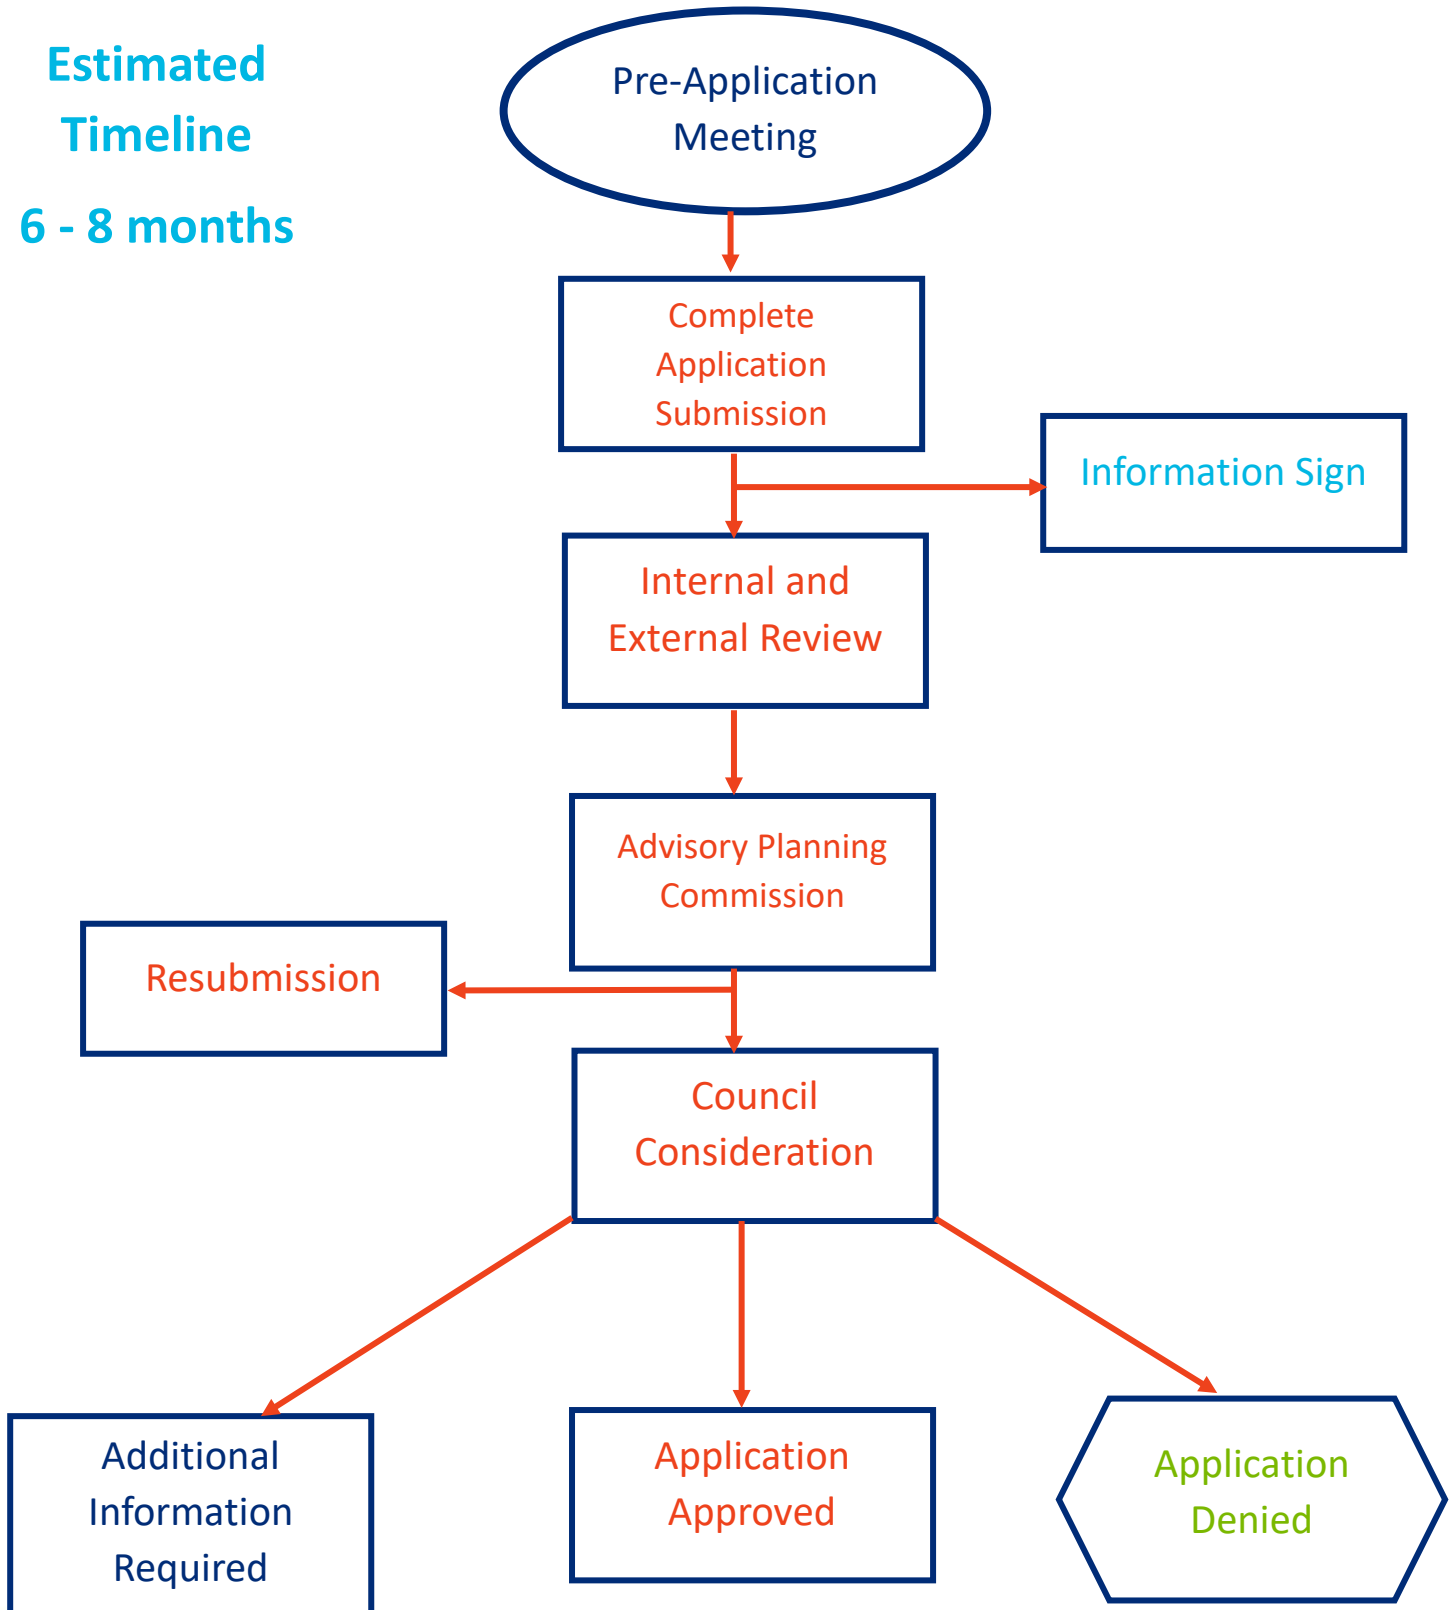 Estimated
Timeline
6 - 8 months
Pre-Application
Meeting
Complete
Application
Submission
Information Sign
Internal and
External Review
Advisory Planning
Commission
Resubmission
Council
Consideration
Additional
Information
Required
Application
Approved
Application
Denied